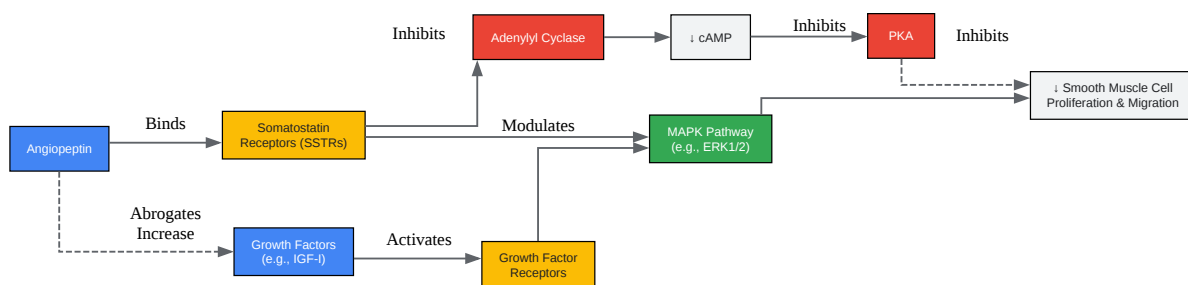 Inhibits
Adenylyl Cyclase
↓ cAMP
Inhibits
PKA
Inhibits
↓ Smooth Muscle Cell
Proliferation & Migration
Angiopeptin
Binds
Somatostatin
Receptors (SSTRs)
Modulates
MAPK Pathway
(e.g., ERK1/2)
Abrogates
Increase
Growth Factors
(e.g., IGF-I)
Activates
Growth Factor
Receptors